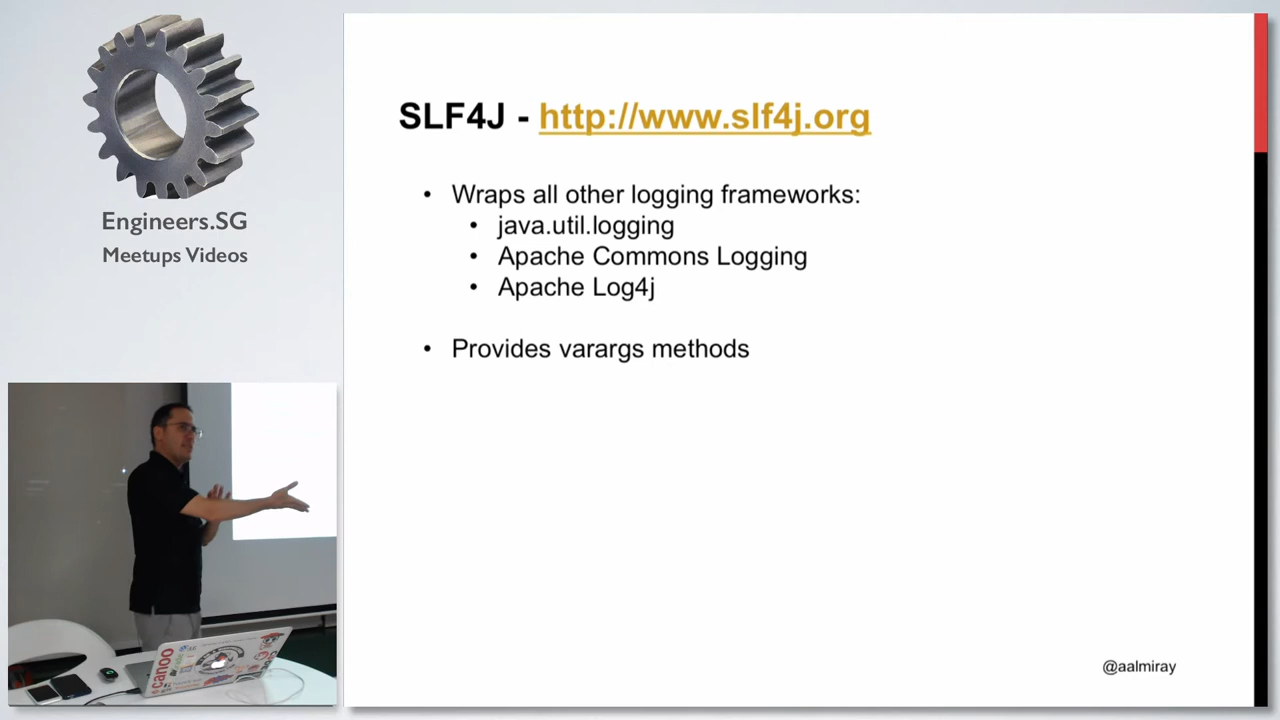 Engineers.SG
Meetups Videos
SLF4J - http://www.slf4j.org
• Wraps all other logging frameworks:
• java.util.logging
• Apache Commons Logging
• Apache Log4j
• Provides varargs methods
@aalmiray
canoo